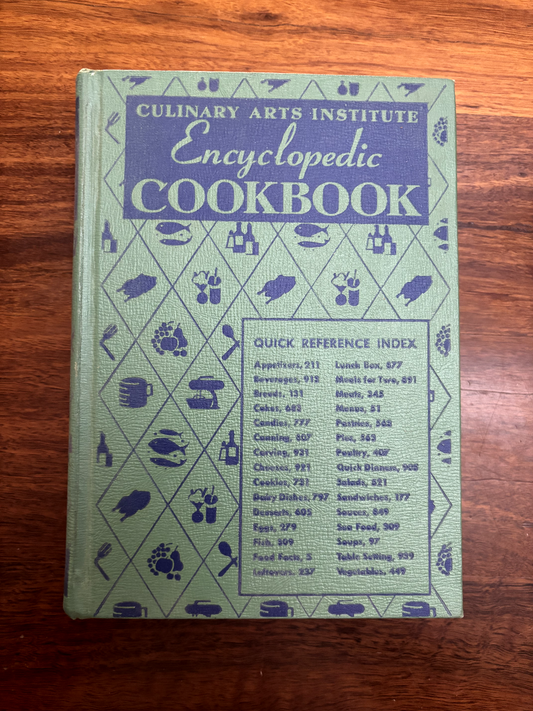 CULINARY ARTS INSTITUTE
Encyclopedic
COOKBOOK
QUICK REFERENCE INDEX
Appetizers, 211 Lunch Box, 877
Beverages, 915 Meals for Two, 891
Breads, 131 Meats, 345
Cakes, 683 Menus, 51
Candies, 777 Pastries, 563
Canning, 807 Pies, 563
Carving, 931 Poultry, 407
Cheeses, 921 Quick Dinners, 905
Cookies, 731 Salads, 521
Dairy Dishes, 797 Sandwiches, 177
Desserts, 605 Sauces, 849
Eggs, 279 Sea Food, 309
Fish, 309 Soups, 97
Food Facts, 5 Table Setting, 939
Leftovers, 237 Vegetables, 449